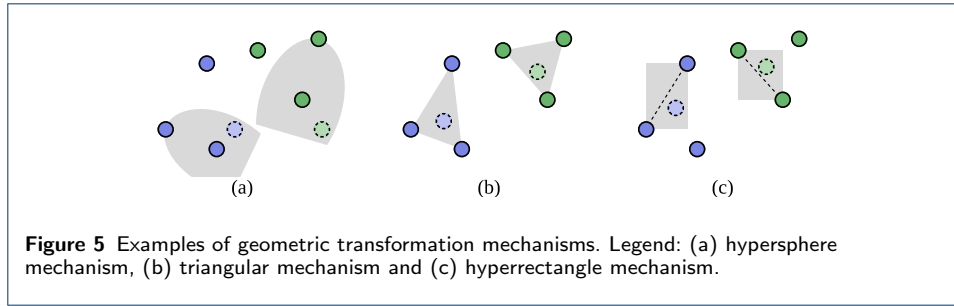 (a) (b) (c)
Figure 5 Examples of geometric transformation mechanisms. Legend: (a) hypersphere
mechanism, (b) triangular mechanism and (c) hyperrectangle mechanism.